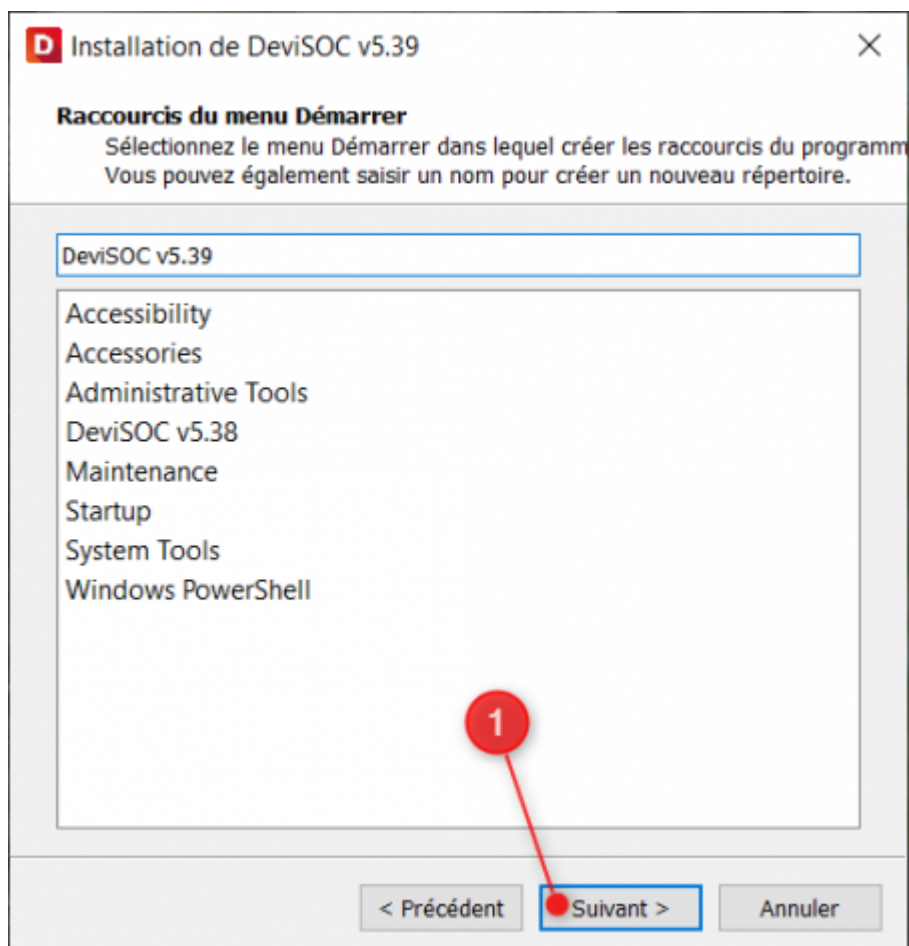 D Installation de DeviSOC v5.39
Raccourcis du menu Démarrer
Sélectionnez le menu Démarrer dans lequel créer les raccourcis du programm
Vous pouvez également saisir un nom pour créer un nouveau répertoire.
DeviSOC v5.39
Accessibility
Accessories
Administrative Tools
DeviSOC v5.38
Maintenance
Startup
System Tools
Windows PowerShell
1
< Précédent Suivant > Annuler